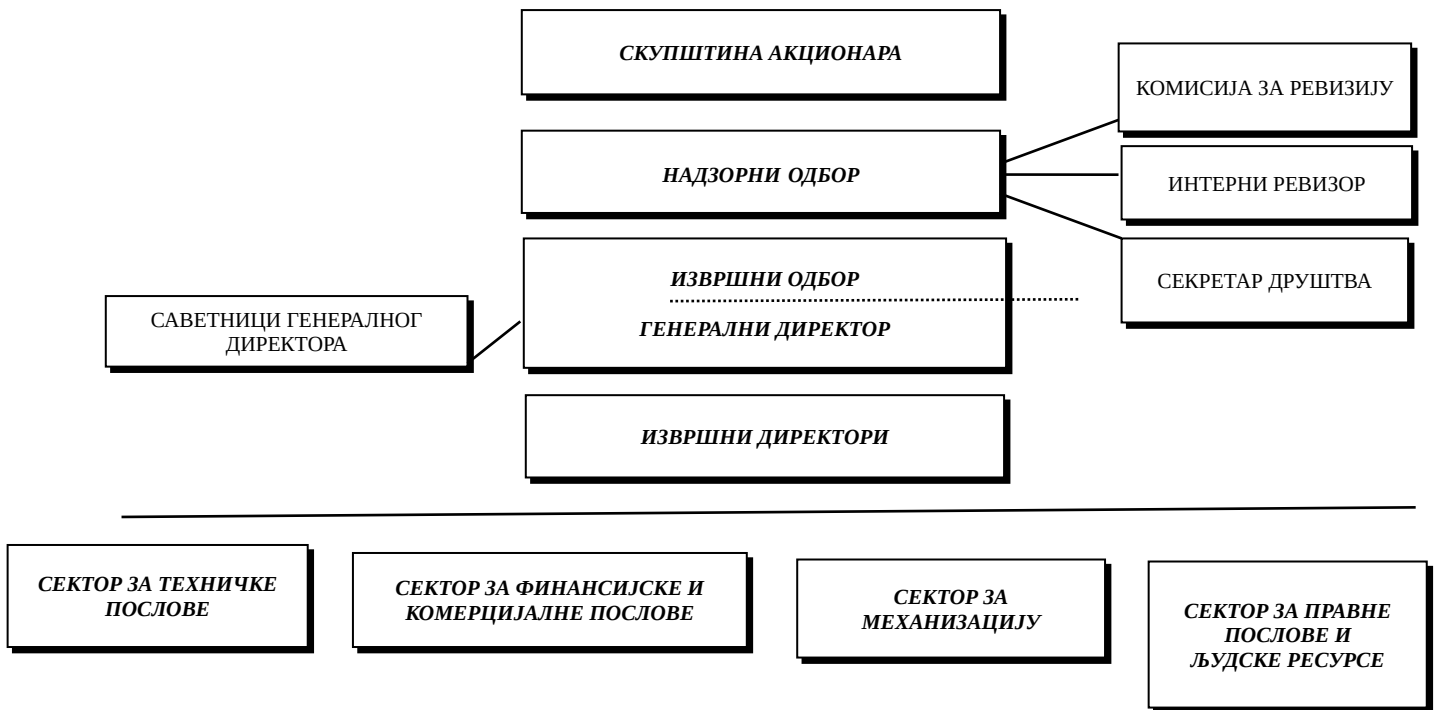 СКУПШТИНА АКЦИОНАРА
КОМИСИЈА ЗА РЕВИЗИЈУ
НАДЗОРНИ ОДБОР
ИНТЕРНИ РЕВИЗОР
ИЗВРШНИ ОДБОР
СЕКРЕТАР ДРУШТВА
ГЕНЕРАЛНИ ДИРЕКТОР
САВЕТНИЦИ ГЕНЕРАЛНОГ
ДИРЕКТОРА
ИЗВРШНИ ДИРЕКТОРИ
СЕКТОР ЗА ТЕХНИЧКЕ
ПОСЛОВЕ
СЕКТОР ЗА ФИНАНСИЈСКЕ И
КОМЕРЦИЈАЛНЕ ПОСЛОВЕ
СЕКТОР ЗА
МЕХАНИЗАЦИЈУ
СЕКТОР ЗА ПРАВНЕ
ПОСЛОВЕ И
ЉУДСКЕ РЕСУРСЕ